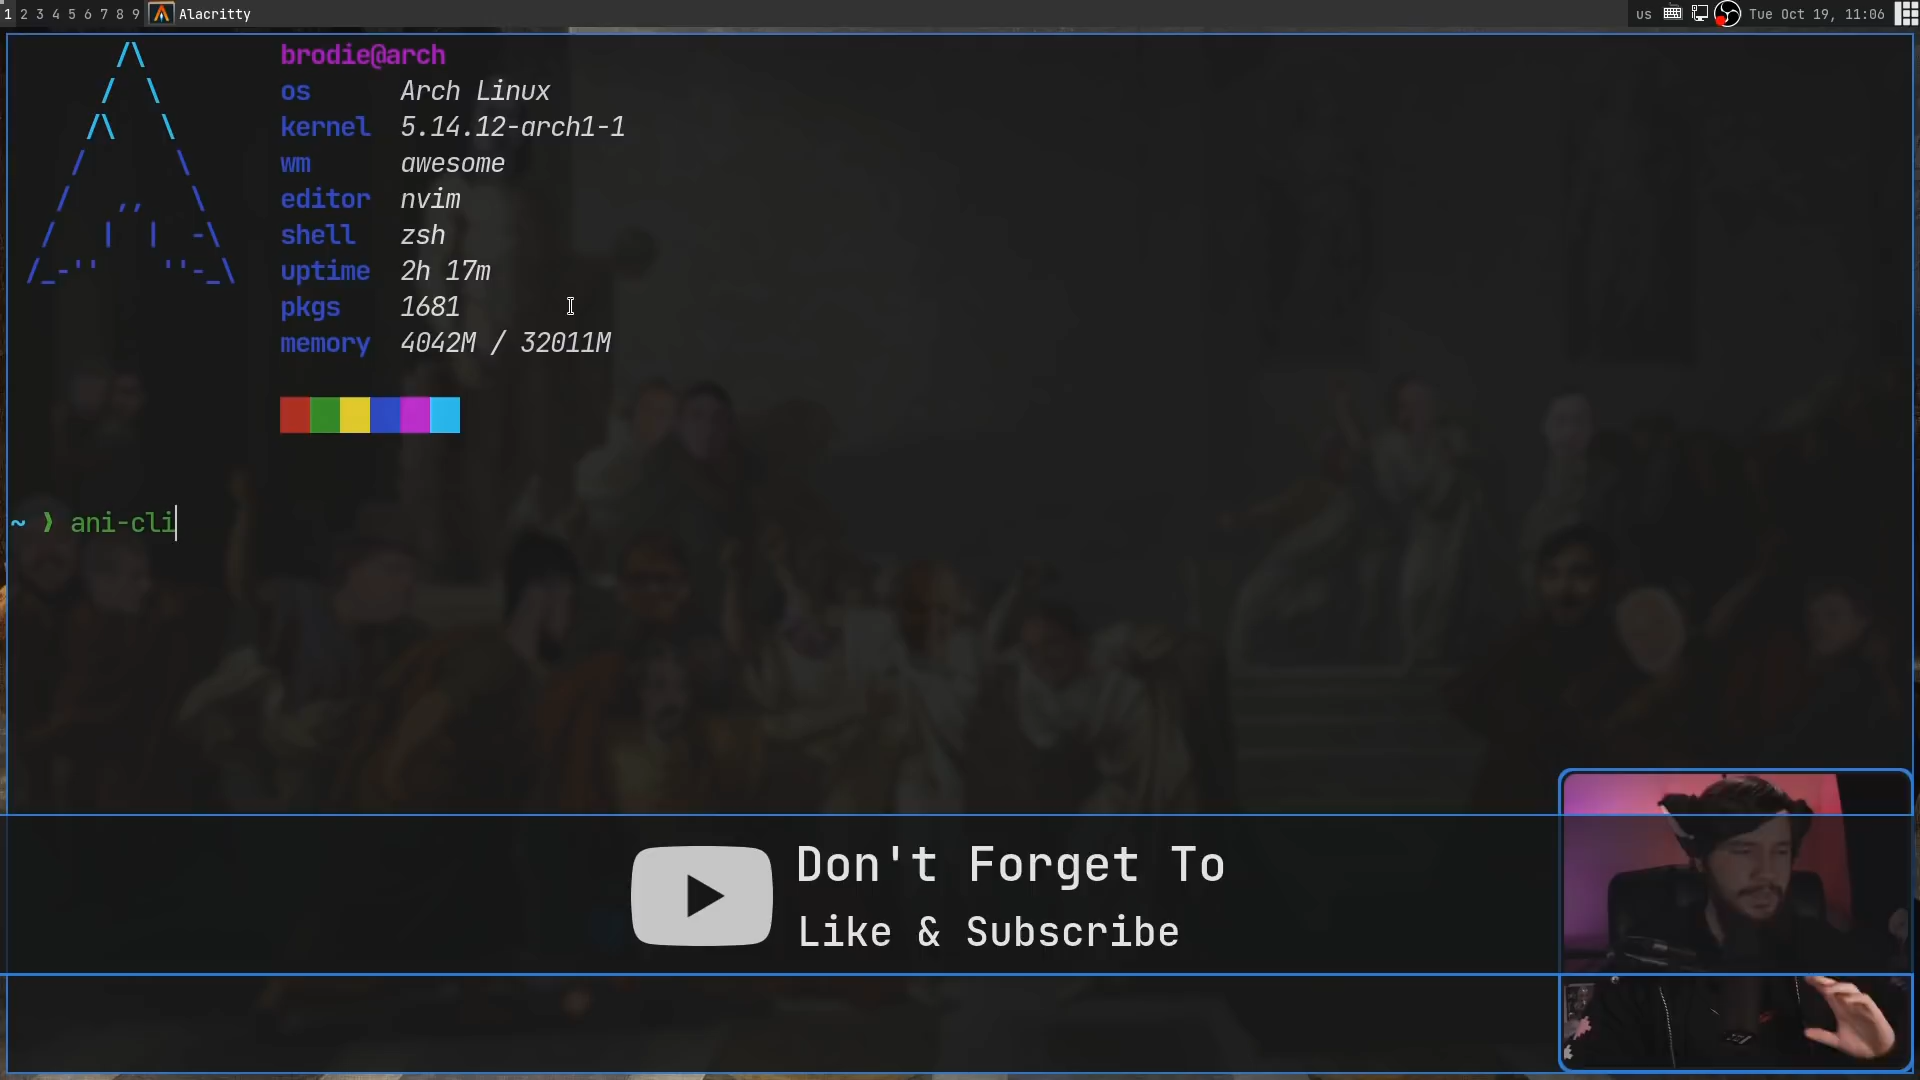 1 2 3 4 5 6 7 8 9 Alacritty us Tue Oct 19, 11:06
brodie@arch
os Arch Linux
kernel 5.14.12-arch1-1
wm awesome
editor nvim
shell zsh
uptime 2h 17m
pkgs 1681
memory 4042M / 32011M
~ ❯ ani-cli
Don't Forget To
Like & Subscribe